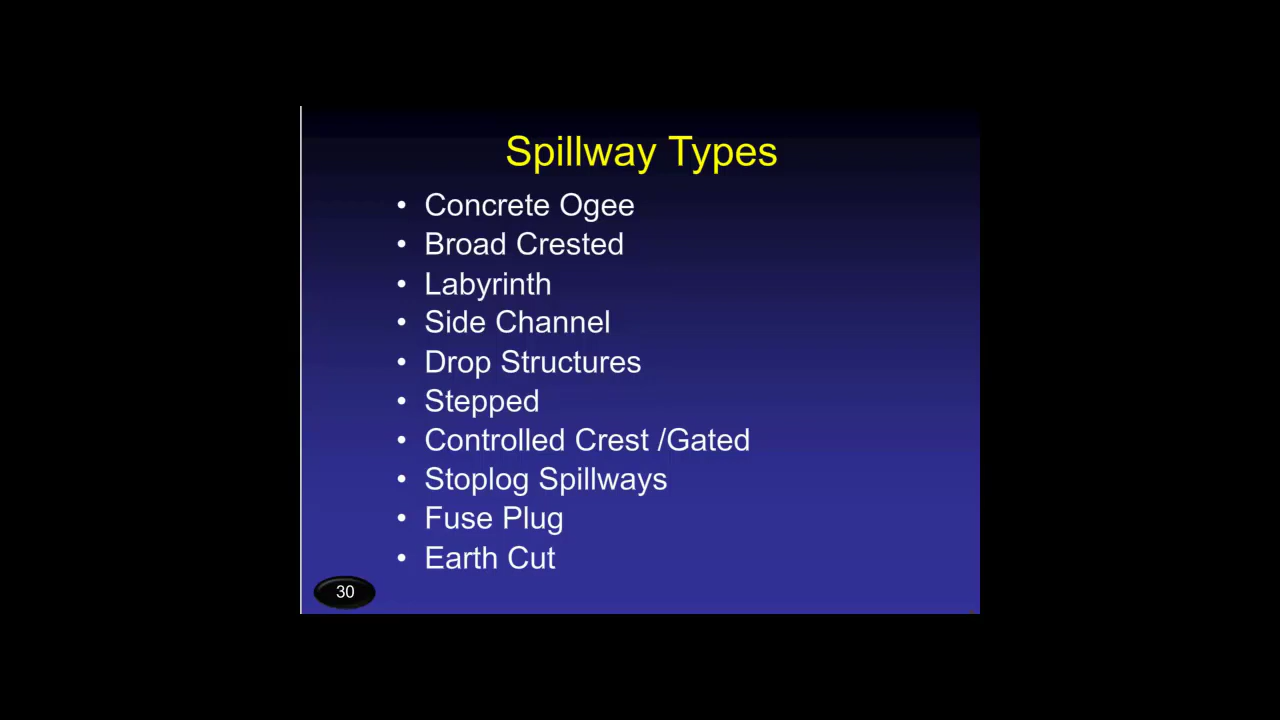 Spillway Types
• Concrete Ogee
• Broad Crested
• Labyrinth
• Side Channel
• Drop Structures
• Stepped
• Controlled Crest /Gated
• Stoplog Spillways
• Fuse Plug
• Earth Cut
30